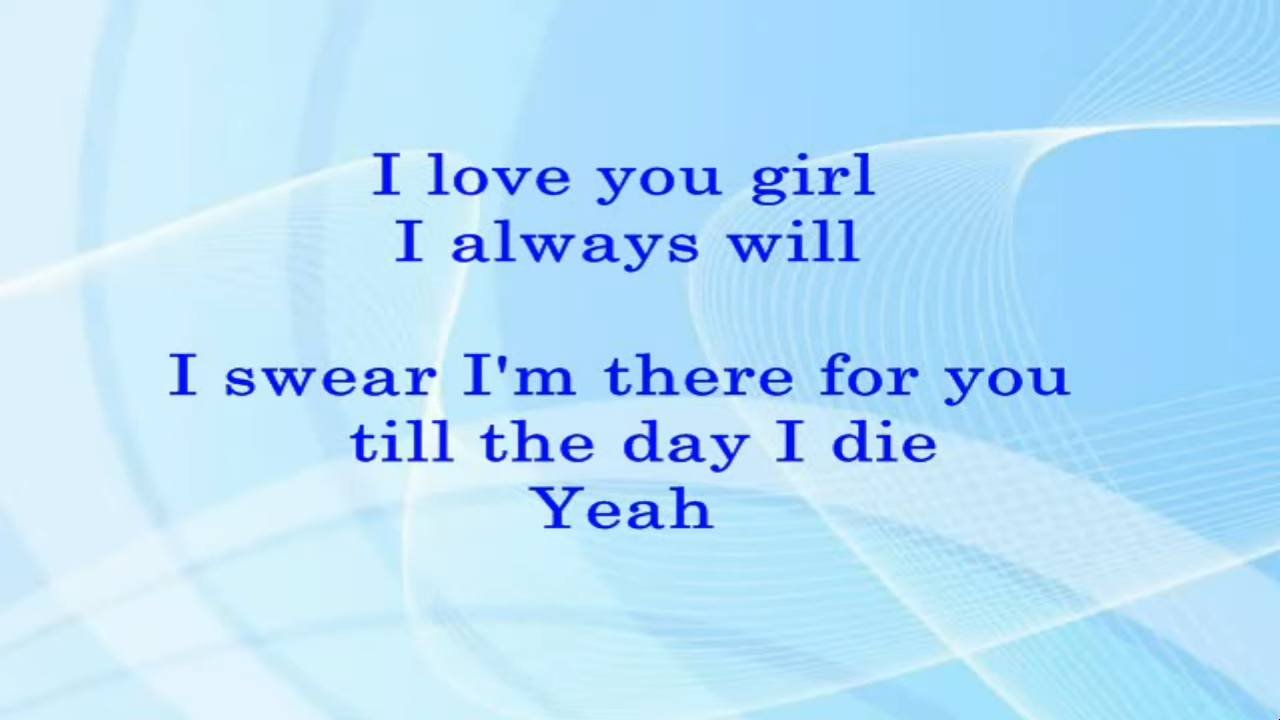 I love you girl
I always will
I swear I'm there for you
till the day I die
Yeah